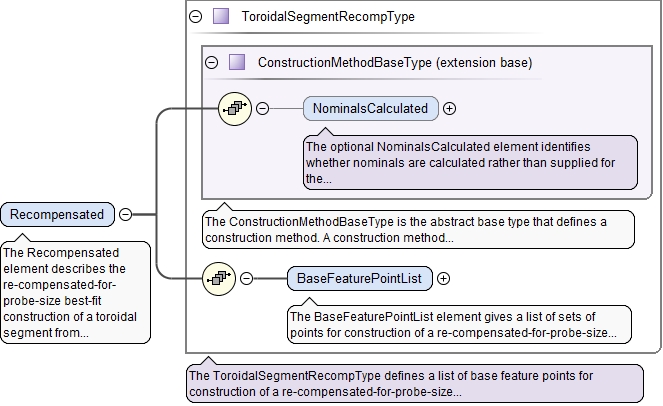 ToroidalSegmentRecompType
ConstructionMethodBaseType (extension base)
NominalsCalculated
The optional NominalsCalculated element identifies
whether nominals are calculated rather than supplied for
the...
The ConstructionMethodBaseType is the abstract base type that defines a
construction method. A construction method...
Recompensated
The Recompensated
element describes the
re-compensated-for-
probe-size best-fit
construction of a toroidal
segment from...
BaseFeaturePointList
The BaseFeaturePointList element gives a list of sets of
points for construction of a re-compensated-for-probe-size...
The ToroidalSegmentRecompType defines a list of base feature points for
construction of a re-compensated-for-probe-size...